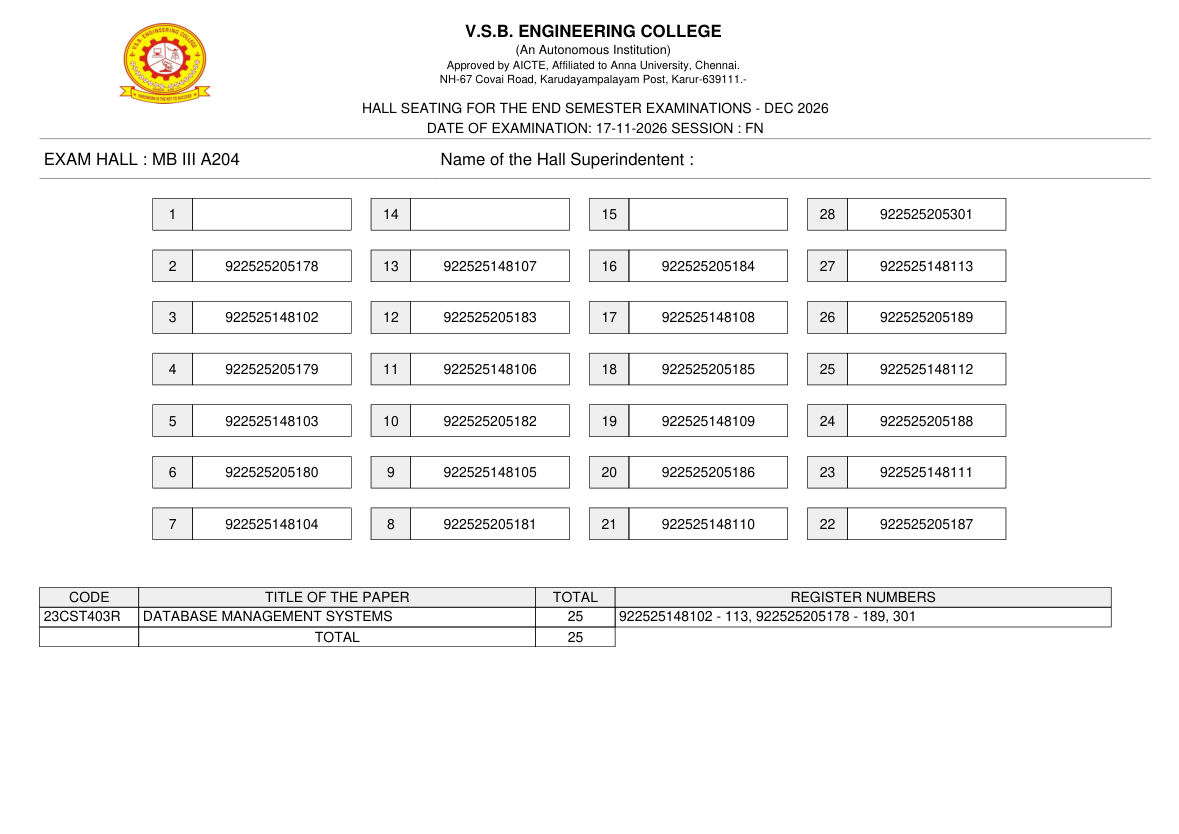 V.S.B. ENGINEERING COLLEGE
(An Autonomous Institution)
Approved by AICTE, Affiliated to Anna University, Chennai.
NH-67 Covai Road, Karudayampalayam Post, Karur-639111.-
HALL SEATING FOR THE END SEMESTER EXAMINATIONS - DEC 2026
DATE OF EXAMINATION: 17-11-2026 SESSION : FN
EXAM HALL : MB III A204 Name of the Hall Superintendent :
1 14 15 28 922525205301
2 922525205178 13 922525148107 16 922525205184 27 922525148113
3 922525148102 12 922525205183 17 922525148108 26 922525205189
4 922525205179 11 922525148106 18 922525205185 25 922525148112
5 922525148103 10 922525205182 19 922525148109 24 922525205188
6 922525205180 9 922525148105 20 922525205186 23 922525148111
7 922525148104 8 922525205181 21 922525148110 22 922525205187
CODE TITLE OF THE PAPER TOTAL REGISTER NUMBERS
23CST403R DATABASE MANAGEMENT SYSTEMS 25 922525148102 - 113, 922525205178 - 189, 301
TOTAL 25